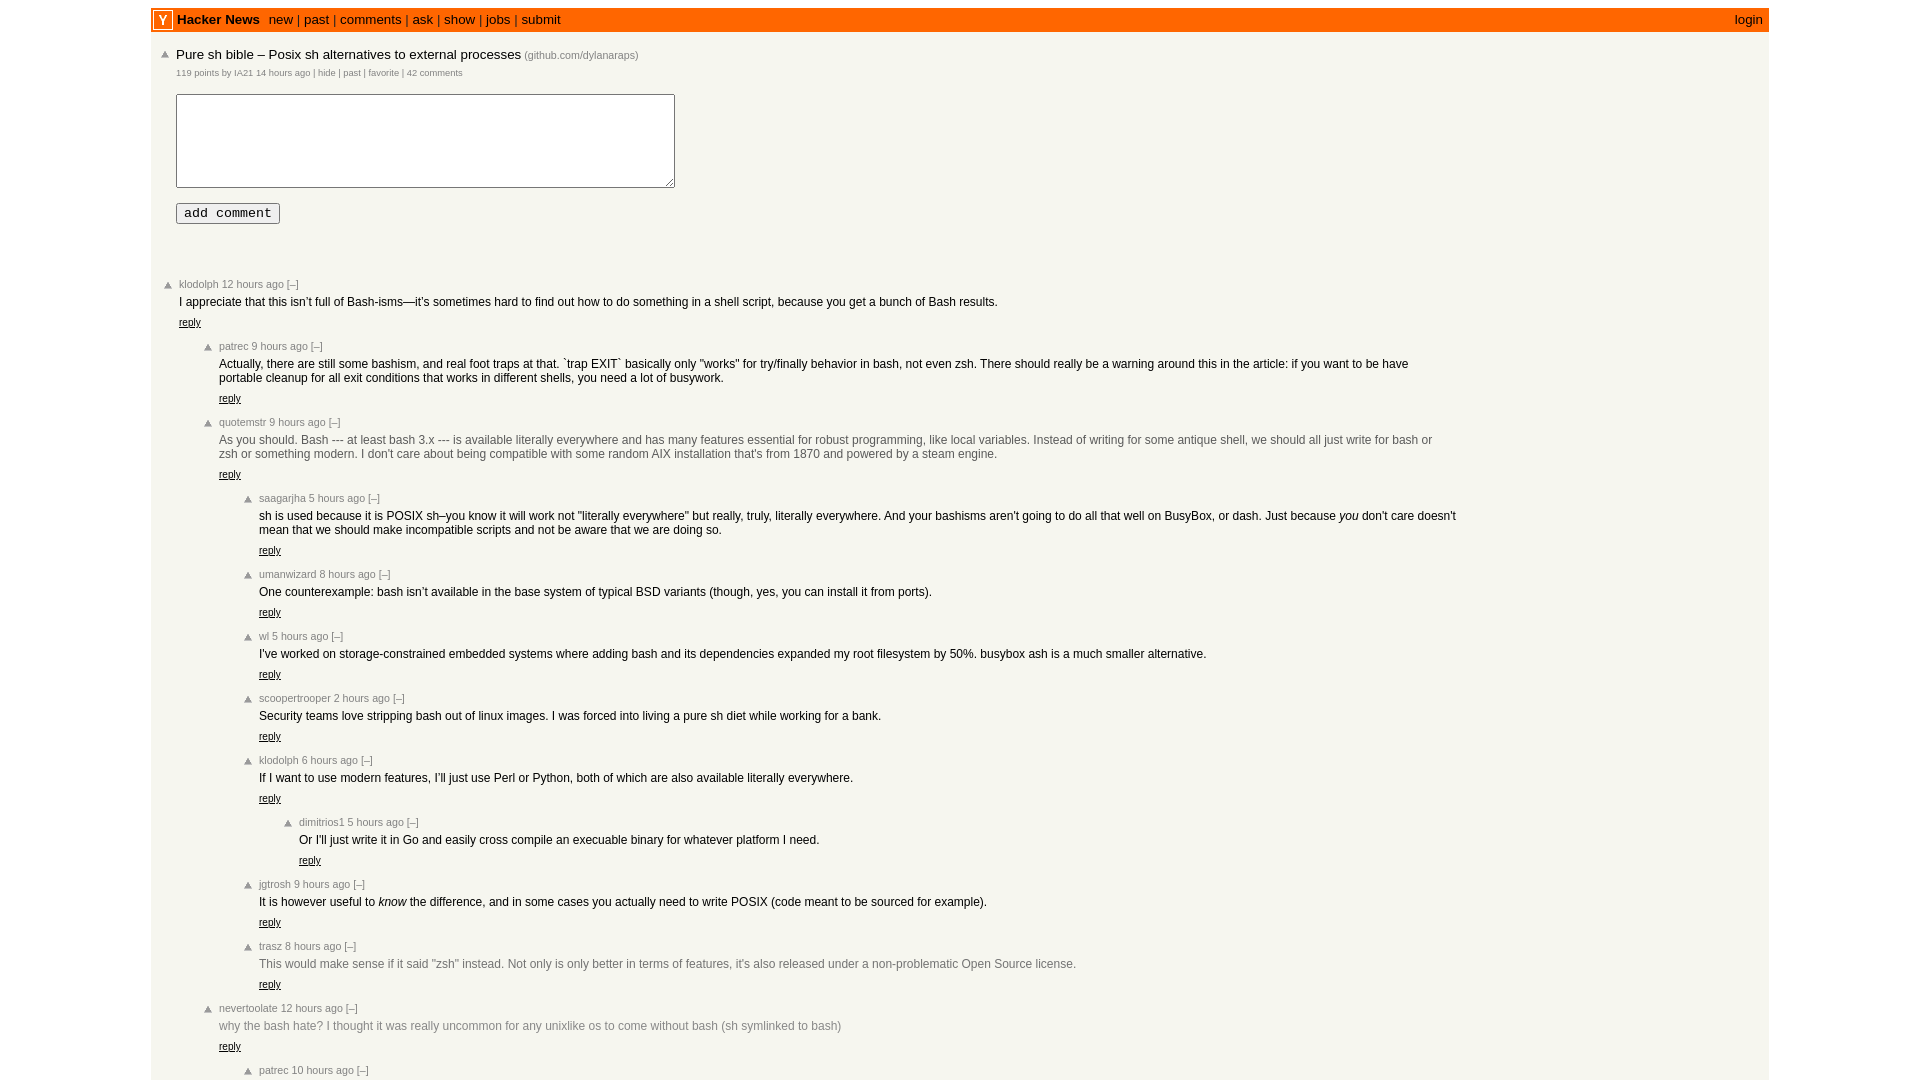 Y Hacker News new | past | comments | ask | show | jobs | submit login
Pure sh bible – Posix sh alternatives to external processes (github.com/dylanaraps)
119 points by IA21 14 hours ago | hide | past | favorite | 42 comments
add comment
klodolph 12 hours ago [–]
I appreciate that this isn’t full of Bash-isms—it’s sometimes hard to find out how to do something in a shell script, because you get a bunch of Bash results.
reply
patrec 9 hours ago [–]
Actually, there are still some bashism, and real foot traps at that. `trap EXIT` basically only "works" for try/finally behavior in bash, not even zsh. There should really be a warning around this in the article: if you want to be have
portable cleanup for all exit conditions that works in different shells, you need a lot of busywork.
reply
quotemstr 9 hours ago [–]
As you should. Bash --- at least bash 3.x --- is available literally everywhere and has many features essential for robust programming, like local variables. Instead of writing for some antique shell, we should all just write for bash or
zsh or something modern. I don't care about being compatible with some random AIX installation that's from 1870 and powered by a steam engine.
reply
saagarjha 5 hours ago [–]
sh is used because it is POSIX sh–you know it will work not "literally everywhere" but really, truly, literally everywhere. And your bashisms aren't going to do all that well on BusyBox, or dash. Just because you don't care doesn't
mean that we should make incompatible scripts and not be aware that we are doing so.
reply
umanwizard 8 hours ago [–]
One counterexample: bash isn’t available in the base system of typical BSD variants (though, yes, you can install it from ports).
reply
wl 5 hours ago [–]
I've worked on storage-constrained embedded systems where adding bash and its dependencies expanded my root filesystem by 50%. busybox ash is a much smaller alternative.
reply
scoopertrooper 2 hours ago [–]
Security teams love stripping bash out of linux images. I was forced into living a pure sh diet while working for a bank.
reply
klodolph 6 hours ago [–]
If I want to use modern features, I’ll just use Perl or Python, both of which are also available literally everywhere.
reply
dimitrios1 5 hours ago [–]
Or I'll just write it in Go and easily cross compile an execuable binary for whatever platform I need.
reply
jgtrosh 9 hours ago [–]
It is however useful to know the difference, and in some cases you actually need to write POSIX (code meant to be sourced for example).
reply
trasz 8 hours ago [–]
This would make sense if it said "zsh" instead. Not only is only better in terms of features, it's also released under a non-problematic Open Source license.
reply
nevertoolate 12 hours ago [–]
why the bash hate? I thought it was really uncommon for any unixlike os to come without bash (sh symlinked to bash)
reply
patrec 10 hours ago [–]